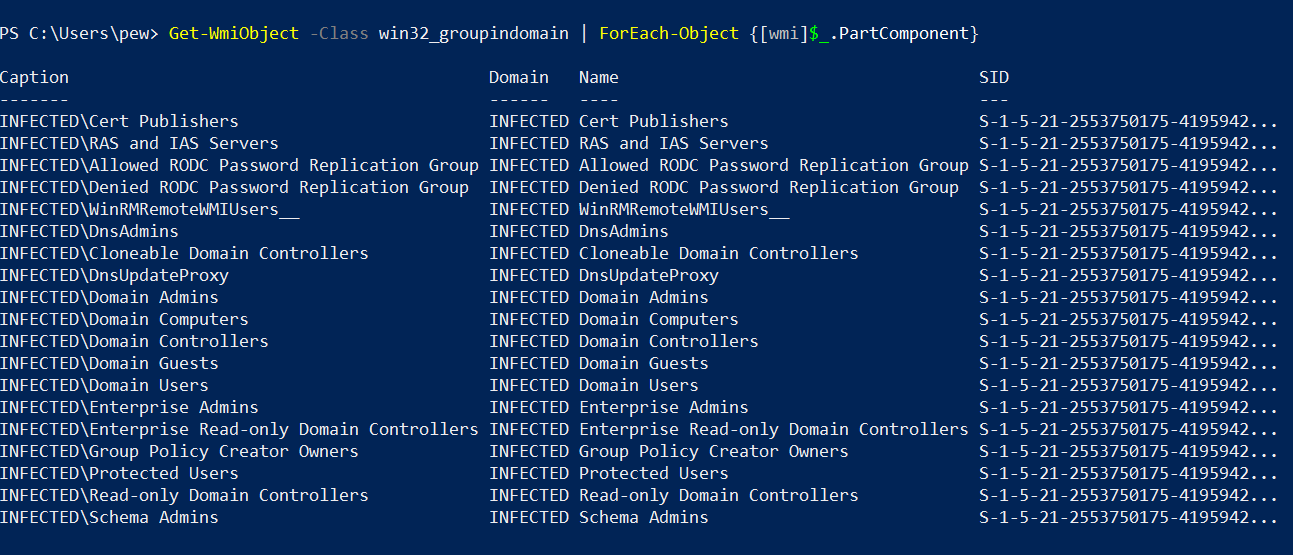 PS C:\Users\pew> Get-WmiObject -Class win32_groupindomain | ForEach-Object {[wmi]$_.PartComponent}
Caption Domain Name SID
------- ------ ---- ---
INFECTED\Cert Publishers INFECTED Cert Publishers S-1-5-21-2553750175-4195942...
INFECTED\RAS and IAS Servers INFECTED RAS and IAS Servers S-1-5-21-2553750175-4195942...
INFECTED\Allowed RODC Password Replication Group INFECTED Allowed RODC Password Replication Group S-1-5-21-2553750175-4195942...
INFECTED\Denied RODC Password Replication Group INFECTED Denied RODC Password Replication Group S-1-5-21-2553750175-4195942...
INFECTED\WinRMRemoteWMIUsers__ INFECTED WinRMRemoteWMIUsers__ S-1-5-21-2553750175-4195942...
INFECTED\DnsAdmins INFECTED DnsAdmins S-1-5-21-2553750175-4195942...
INFECTED\Cloneable Domain Controllers INFECTED Cloneable Domain Controllers S-1-5-21-2553750175-4195942...
INFECTED\DnsUpdateProxy INFECTED DnsUpdateProxy S-1-5-21-2553750175-4195942...
INFECTED\Domain Admins INFECTED Domain Admins S-1-5-21-2553750175-4195942...
INFECTED\Domain Computers INFECTED Domain Computers S-1-5-21-2553750175-4195942...
INFECTED\Domain Controllers INFECTED Domain Controllers S-1-5-21-2553750175-4195942...
INFECTED\Domain Guests INFECTED Domain Guests S-1-5-21-2553750175-4195942...
INFECTED\Domain Users INFECTED Domain Users S-1-5-21-2553750175-4195942...
INFECTED\Enterprise Admins INFECTED Enterprise Admins S-1-5-21-2553750175-4195942...
INFECTED\Enterprise Read-only Domain Controllers INFECTED Enterprise Read-only Domain Controllers S-1-5-21-2553750175-4195942...
INFECTED\Group Policy Creator Owners INFECTED Group Policy Creator Owners S-1-5-21-2553750175-4195942...
INFECTED\Protected Users INFECTED Protected Users S-1-5-21-2553750175-4195942...
INFECTED\Read-only Domain Controllers INFECTED Read-only Domain Controllers S-1-5-21-2553750175-4195942...
INFECTED\Schema Admins INFECTED Schema Admins S-1-5-21-2553750175-4195942...